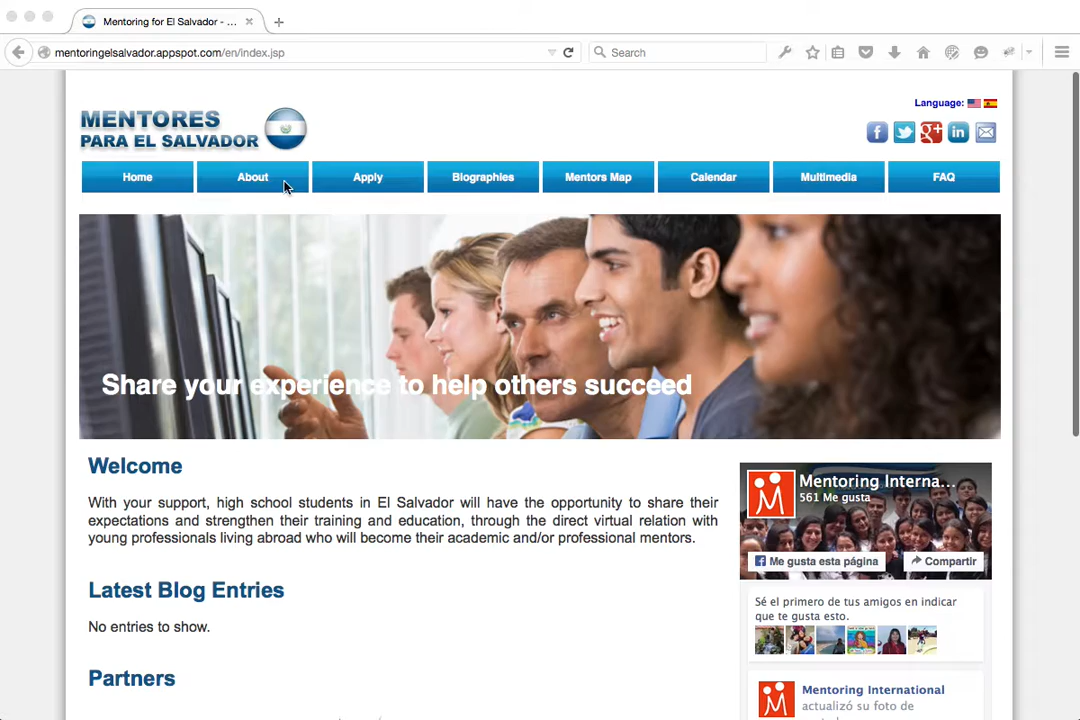 Mentoring for El Salvador - ...
mentoringelsalvador.appspot.com/en/index.jsp
Search
Language:
MENTORES
PARA EL SALVADOR
Home
About
Apply
Biographies
Mentors Map
Calendar
Multimedia
FAQ
Share your experience to help others succeed
Welcome
With your support, high school students in El Salvador will have the opportunity to share their
expectations and strengthen their training and education, through the direct virtual relation with
young professionals living abroad who will become their academic and/or professional mentors.
Latest Blog Entries
No entries to show.
Partners
Mentoring Interna...
561 Me gusta
Me gusta esta página
Compartir
Sé el primero de tus amigos en indicar
que te gusta esto.
Mentoring International
actualizó su foto de